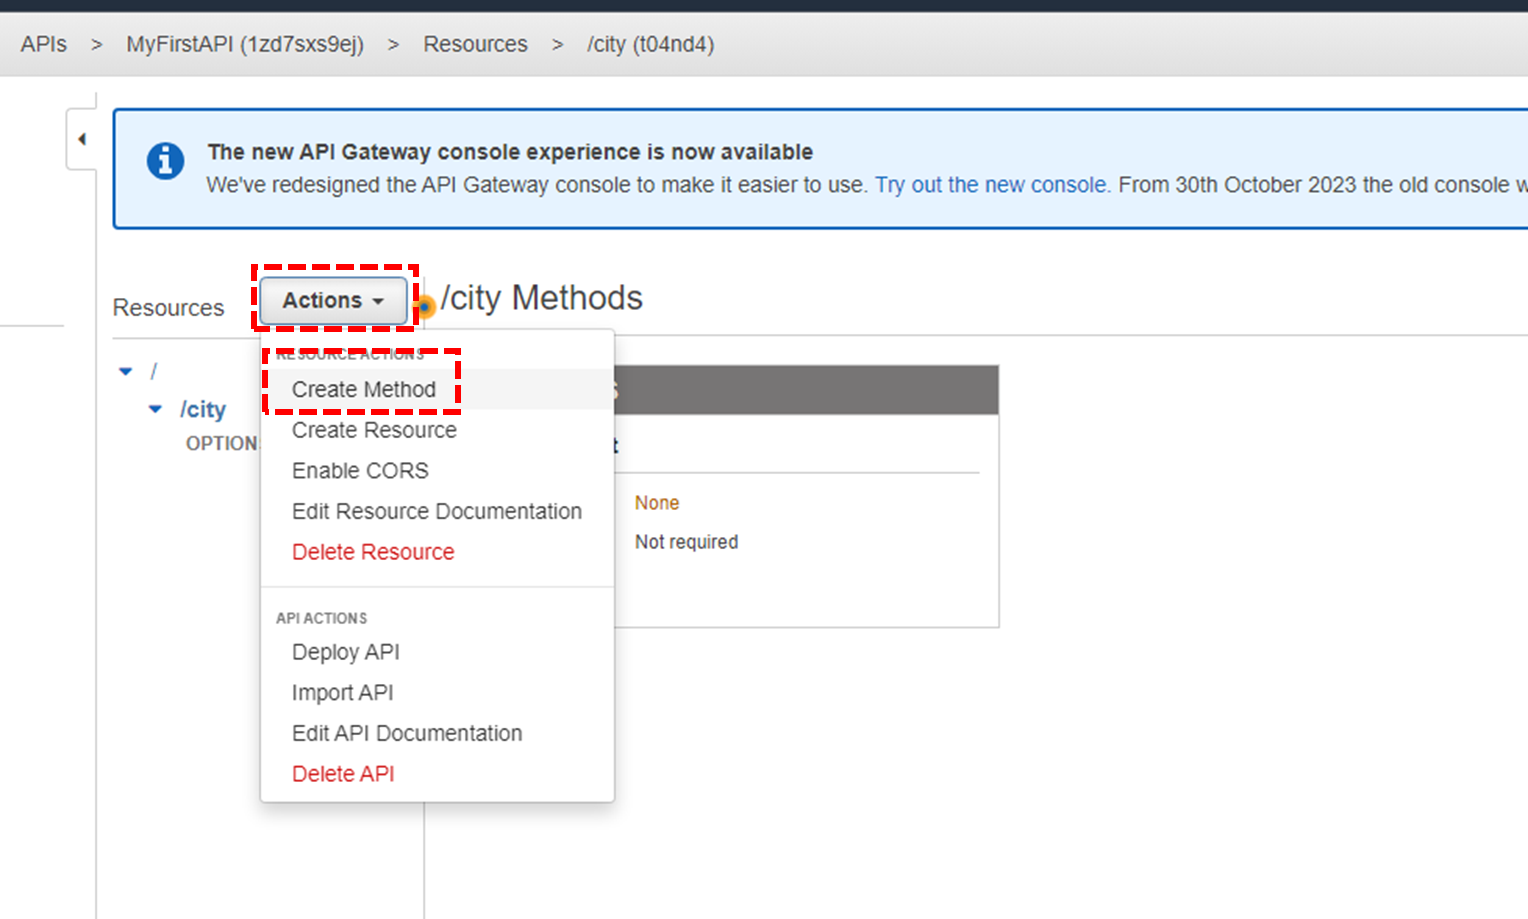 APIs > MyFirstAPI (1zd7sxs9ej) > Resources > /city (t04nd4)
The new API Gateway console experience is now available
We've redesigned the API Gateway console to make it easier to use. Try out the new console. From 30th October 2023 the old console
Resources
Actions
/city Methods
/
/city
OPTION
RESOURCE ACTIONS
Create Method
Create Resource
Enable CORS
Edit Resource Documentation
Delete Resource
API ACTIONS
Deploy API
Import API
Edit API Documentation
Delete API
None
Not required